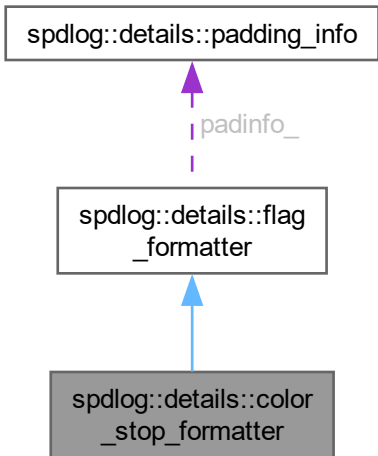 spdlog::details::padding_info
padinfo_
spdlog::details::flag
_formatter
spdlog::details::color
_stop_formatter